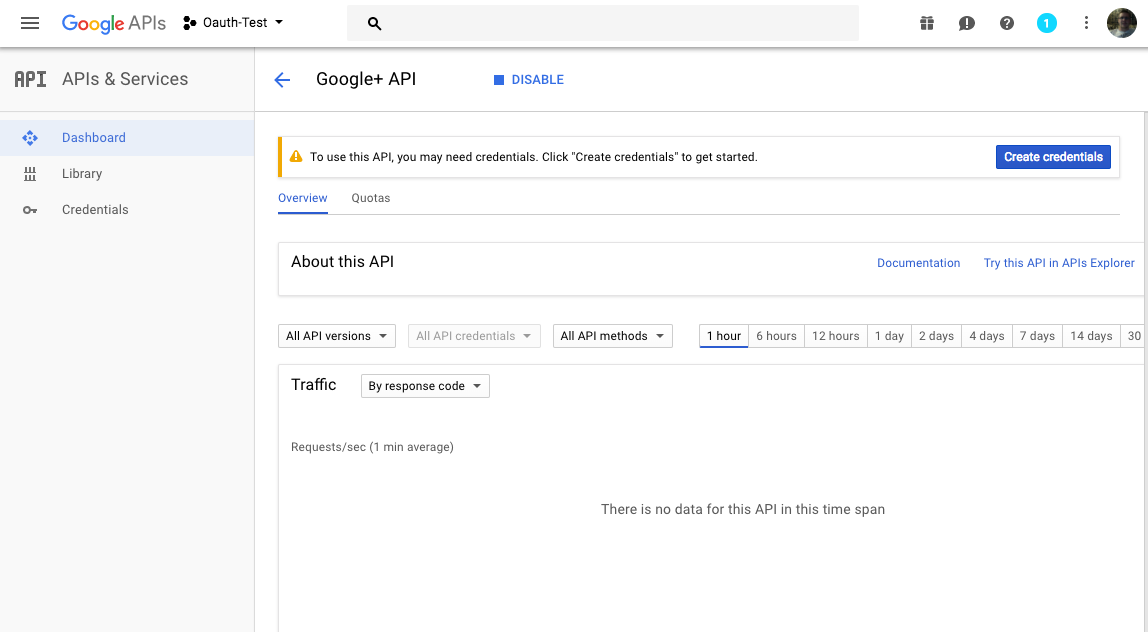 Google APIs Oauth-Test 1
API APIs & Services
Google+ API DISABLE
Dashboard
Library
Credentials
To use this API, you may need credentials. Click "Create credentials" to get started. Create credentials
Overview Quotas
About this API Documentation Try this API in APIs Explorer
All API versions All API credentials All API methods 1 hour 6 hours 12 hours 1 day 2 days 4 days 7 days 14 days 30
Traffic By response code
Requests/sec (1 min average)
There is no data for this API in this time span